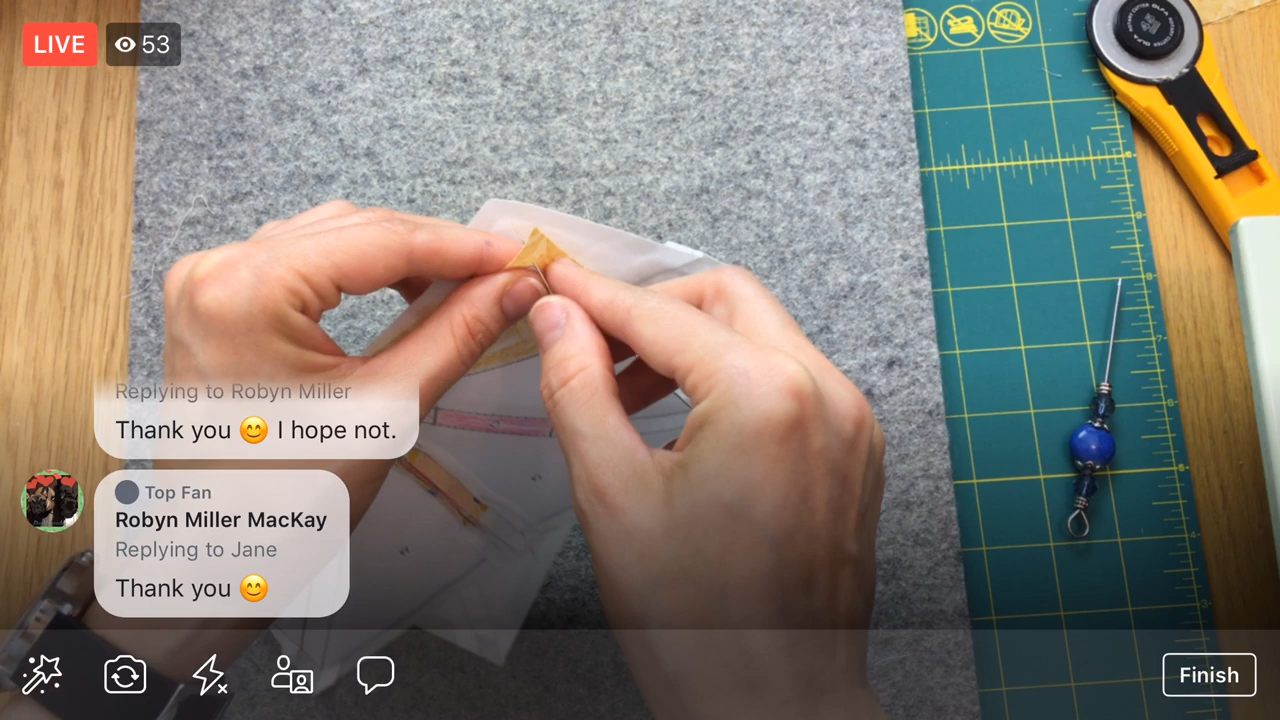 LIVE
53
OLFA
Replying to Robyn Miller
Thank you 😊 I hope not.
Top Fan
Robyn Miller MacKay
Replying to Jane
Thank you 😊
Finish